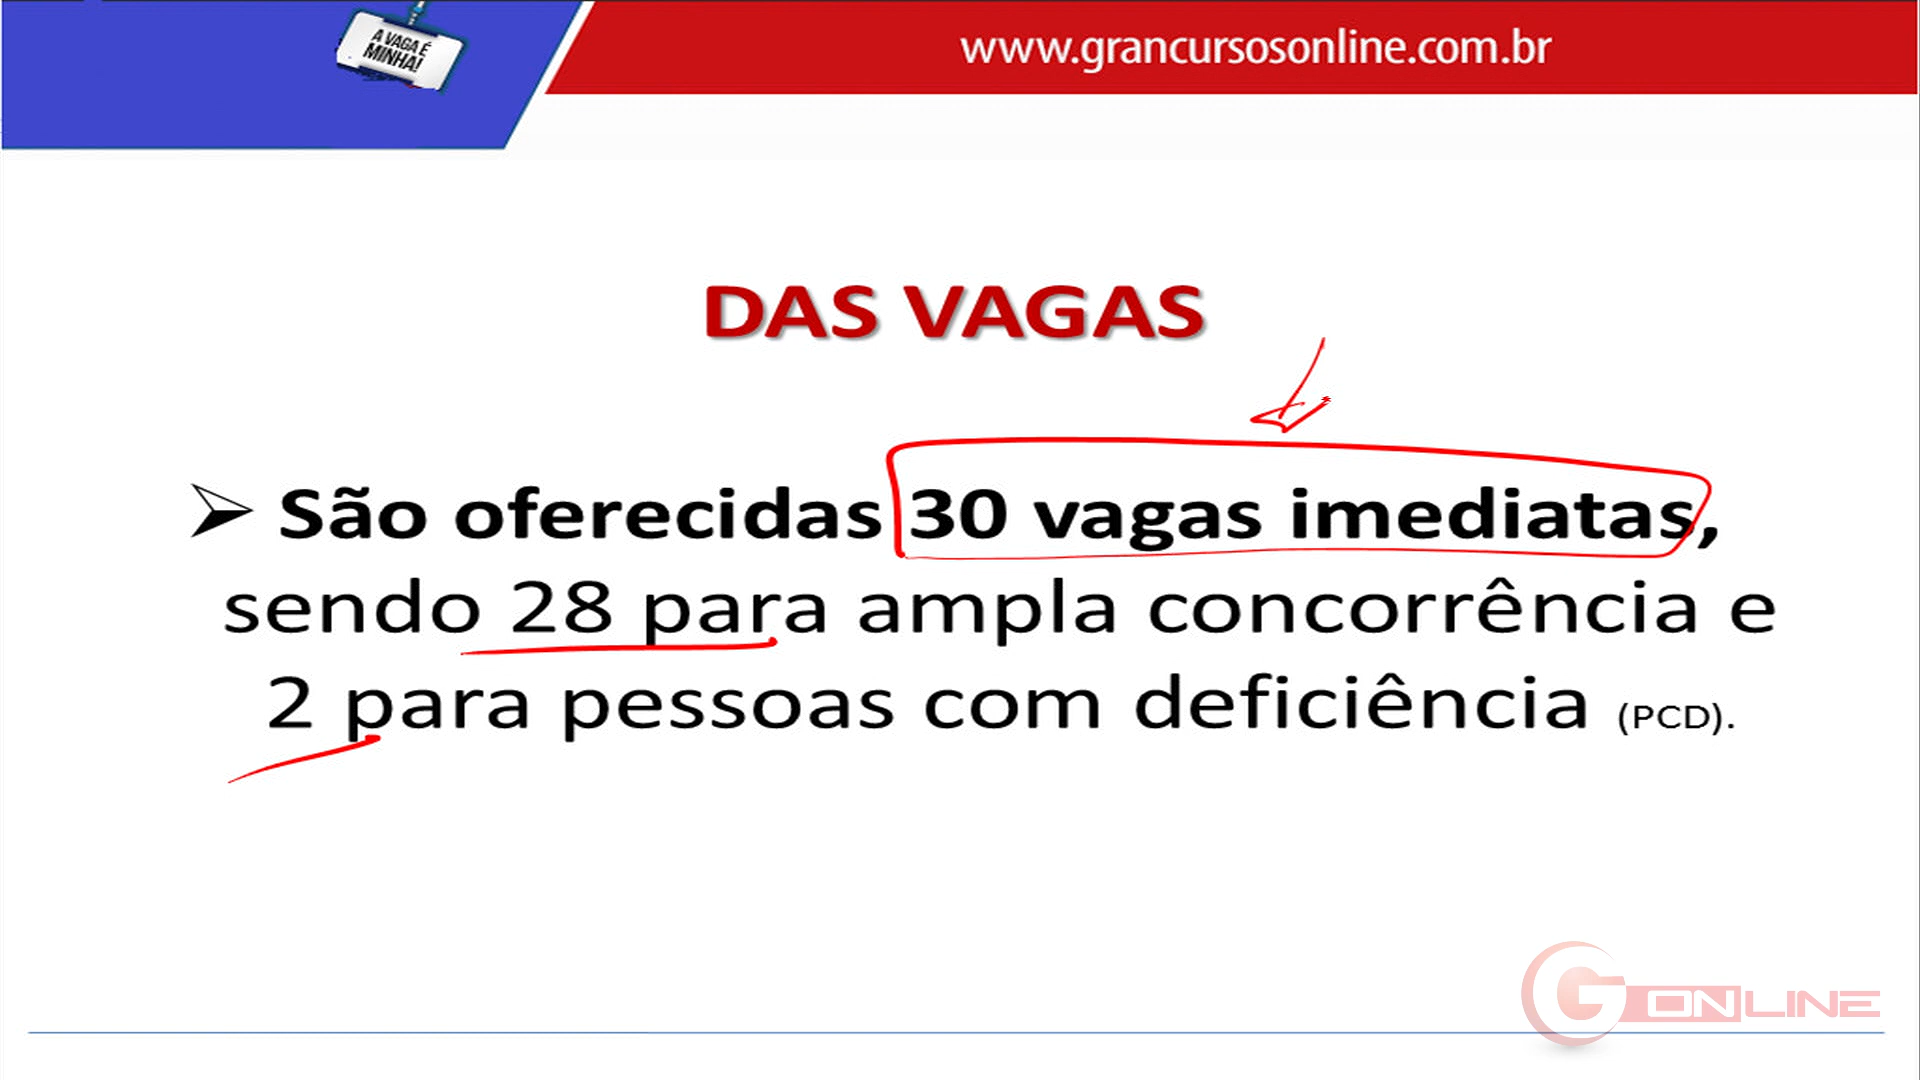 A VAGA É
MINHA!
www.grancursosonline.com.br
DAS VAGAS
São oferecidas 30 vagas imediatas,
sendo 28 para ampla concorrência e
2 para pessoas com deficiência (PCD).
G ONLINE